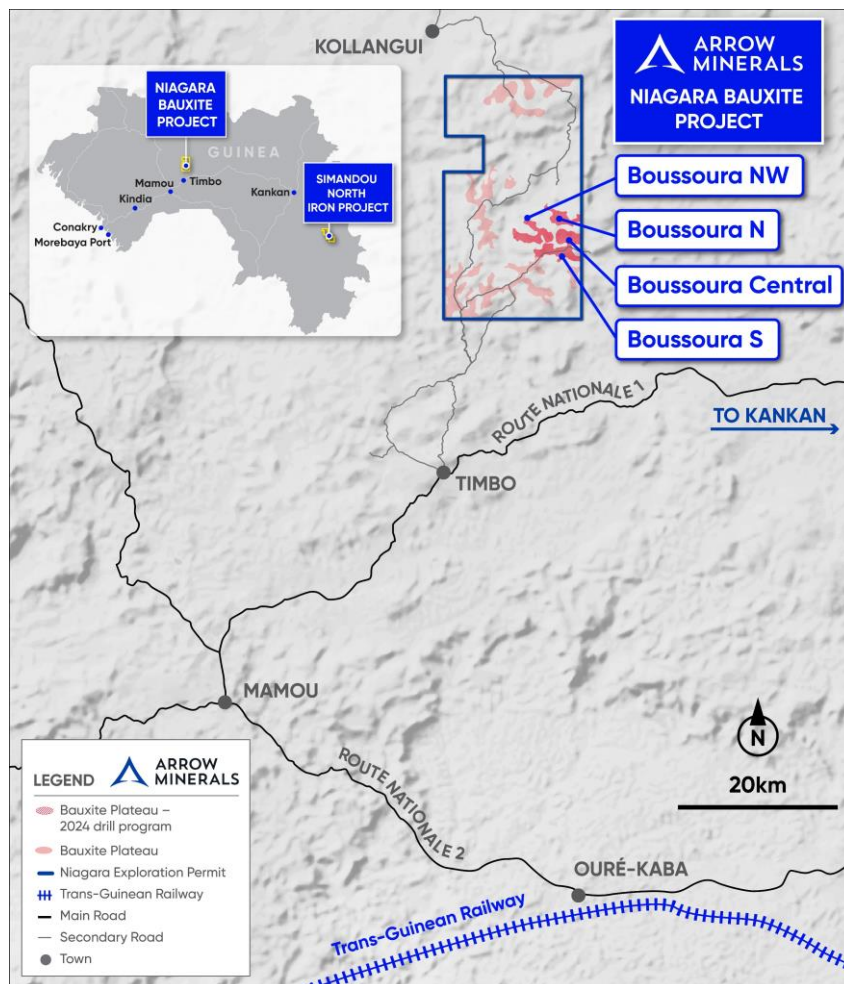 KOLLANGUI
ARROW
MINERALS
NIAGARA BAUXITE
PROJECT
NIAGARA
BAUXITE
PROJECT
GUINEA
Mamou
Timbo
Kindia
Kankan
SIMANDOU
NORTH
IRON PROJECT
Conakry
Morebaya Port
Boussoura NW
Boussoura N
Boussoura Central
Boussoura S
ROUTE NATIONALE 1
TO KANKAN
TIMBO
MAMOU
N
20km
ROUTE NATIONALE 2
OURÉ-KABA
Trans-Guinean Railway
LEGEND
ARROW
MINERALS
Bauxite Plateau –
2024 drill program
Bauxite Plateau
Niagara Exploration Permit
Trans-Guinean Railway
Main Road
Secondary Road
Town